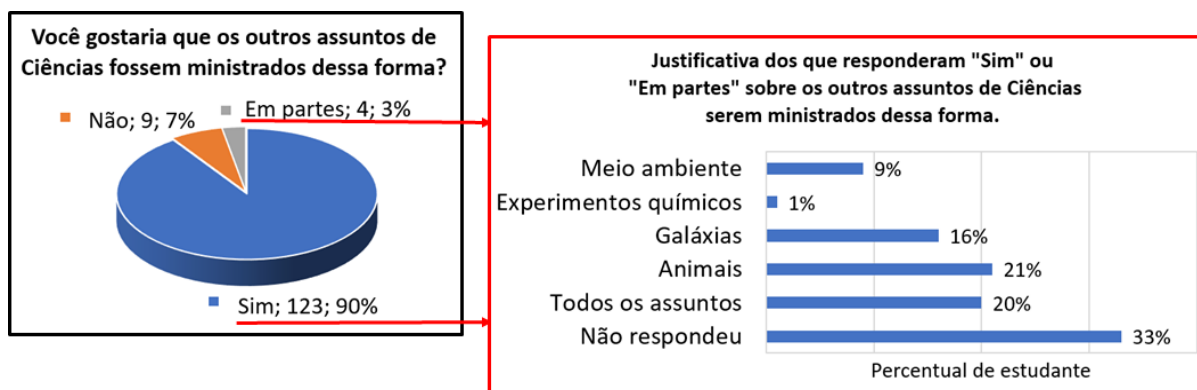 Você gostaria que os outros assuntos de
Ciências fossem ministrados dessa forma?
Não; 9; 7%
Em partes; 4; 3%
Sim; 123; 90%
Justificativa dos que responderam "Sim" ou
"Em partes" sobre os outros assuntos de Ciências
serem ministrados dessa forma.
Meio ambiente 9%
Experimentos químicos 1%
Galáxias 16%
Animais 21%
Todos os assuntos 20%
Não respondeu 33%
Percentual de estudante